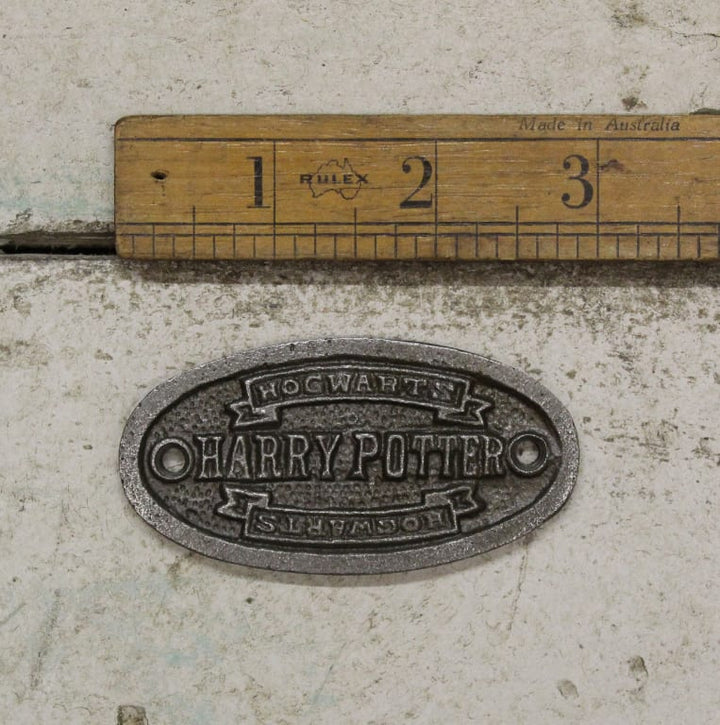 Made in Australia
1 RULEX 2 3
HOGWARTS
HARRY POTTER
HOGWARTS